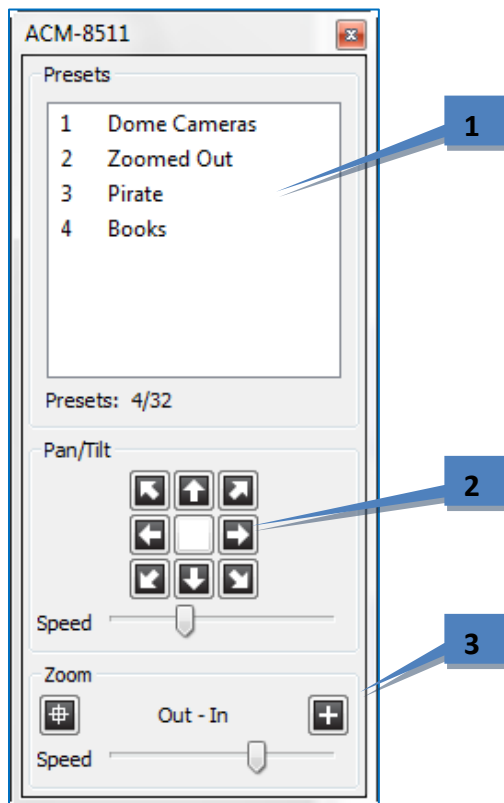 ACM-8511
Presets
1 Dome Cameras
2 Zoomed Out
3 Pirate
4 Books
Presets: 4/32
Pan/Tilt
Speed
Zoom
Out - In
Speed
1
2
3